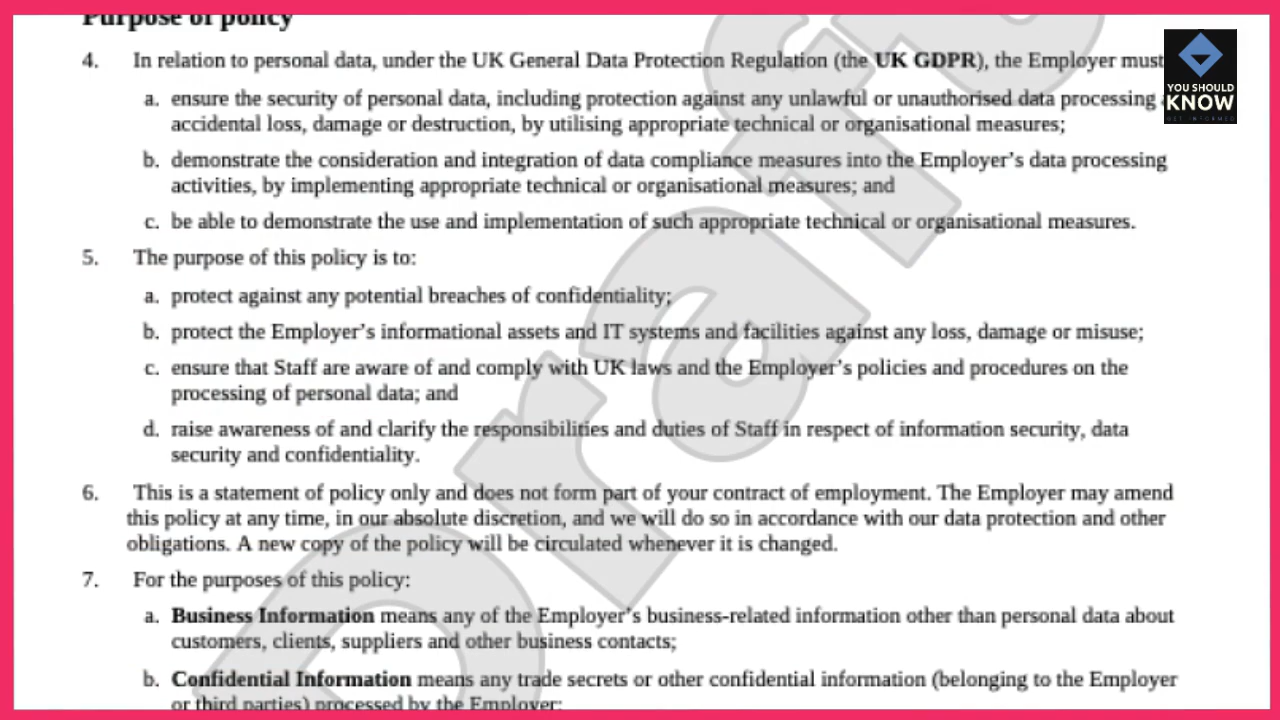 Purpose of policy
4. In relation to personal data, under the UK General Data Protection Regulation (the UK GDPR), the Employer must
a. ensure the security of personal data, including protection against any unlawful or unauthorised data processing
accidental loss, damage or destruction, by utilising appropriate technical or organisational measures;
b. demonstrate the consideration and integration of data compliance measures into the Employer's data processing
activities, by implementing appropriate technical or organisational measures; and
c. be able to demonstrate the use and implementation of such appropriate technical or organisational measures.
5. The purpose of this policy is to:
a. protect against any potential breaches of confidentiality;
b. protect the Employer's informational assets and IT systems and facilities against any loss, damage or misuse;
c. ensure that Staff are aware of and comply with UK laws and the Employer's policies and procedures on the
processing of personal data; and
d. raise awareness of and clarify the responsibilities and duties of Staff in respect of information security, data
security and confidentiality.
6. This is a statement of policy only and does not form part of your contract of employment. The Employer may amend
this policy at any time, in our absolute discretion, and we will do so in accordance with our data protection and other
obligations. A new copy of the policy will be circulated whenever it is changed.
7. For the purposes of this policy:
a. Business Information means any of the Employer's business-related information other than personal data about
customers, clients, suppliers and other business contacts;
b. Confidential Information means any trade secrets or other confidential information (belonging to the Employer
or third parties) processed by the Employer;
Draft
YOU SHOULD
KNOW
GET INFORMED